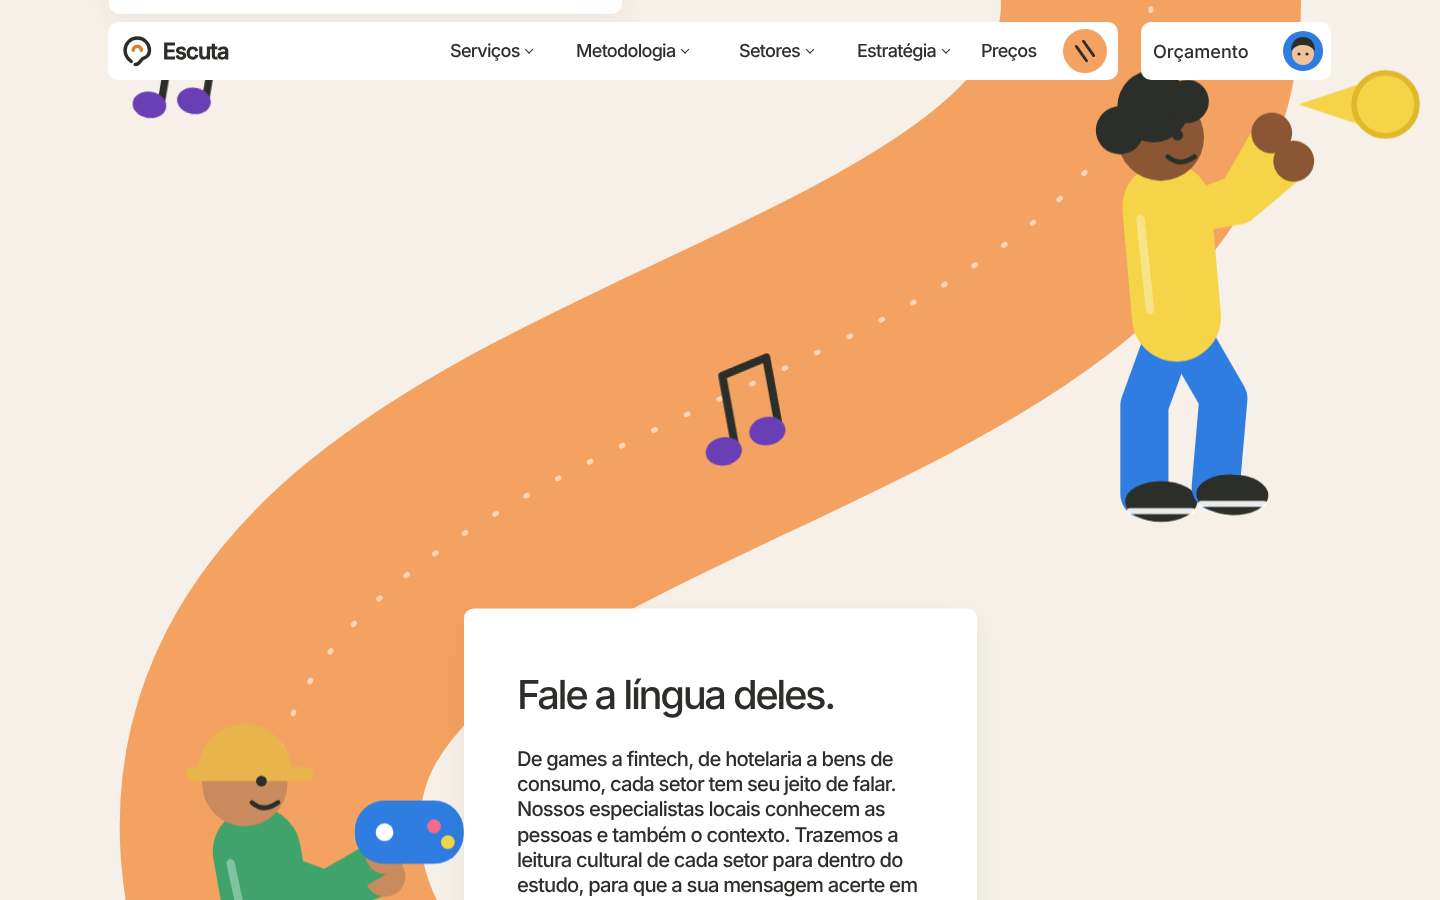 Escuta
Serviços
Metodologia
Setores
Estratégia
Preços
Orçamento
Fale a língua deles.
De games a fintech, de hotelaria a bens de
consumo, cada setor tem seu jeito de falar.
Nossos especialistas locais conhecem as
pessoas e também o contexto. Trazemos a
leitura cultural de cada setor para dentro do
estudo, para que a sua mensagem acerte em